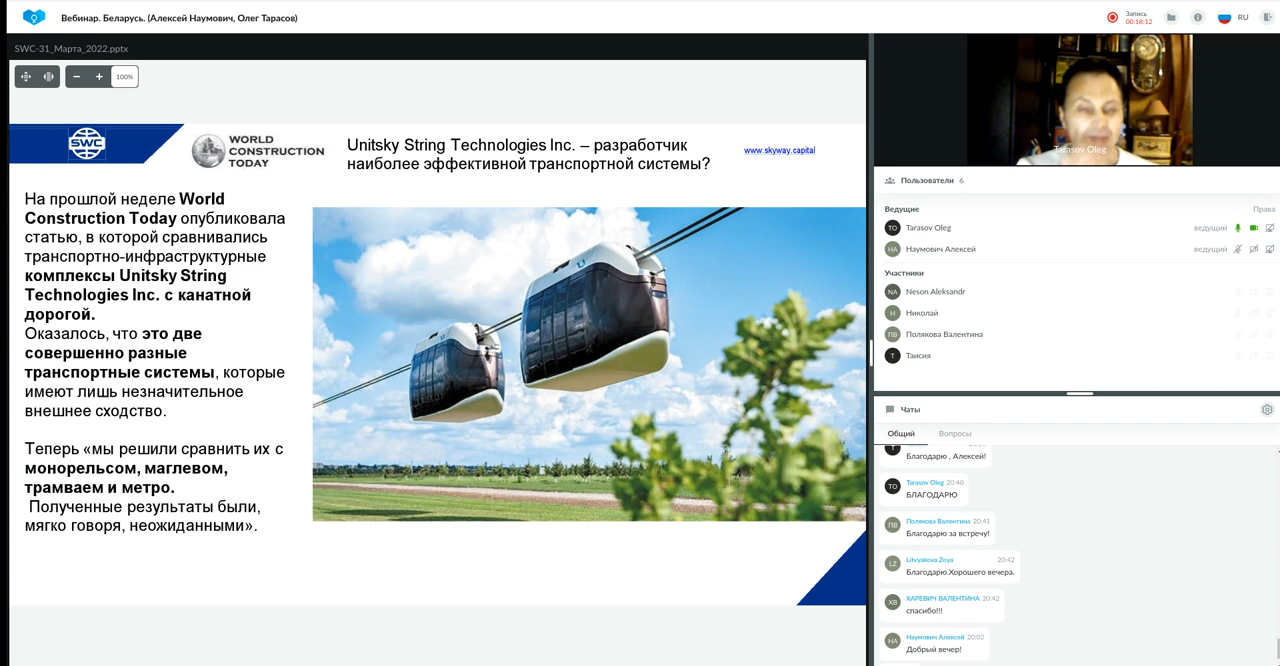 Вебинар. Беларусь. (Алексей Наумович, Олег Тарасов)
Запись
00:18:12
RU
SWC-31_Марта_2022.pptx
100%
SWC
WORLD
CONSTRUCTION
TODAY
Unitsky String Technologies Inc. – разработчик
наиболее эффективной транспортной системы?
www.skyway.capital
На прошлой неделе World
Construction Today опубликовала
статью, в которой сравнивались
транспортно-инфраструктурные
комплексы Unitsky String
Technologies Inc. с канатной
дорогой.
Оказалось, что это две
совершенно разные
транспортные системы, которые
имеют лишь незначительное
внешнее сходство.
Теперь «мы решили сравнить их с
монорельсом, маглевом,
трамваем и метро.
Полученные результаты были,
мягко говоря, неожиданными».
Tarasov Oleg
Пользователи 6
Ведущие Права
TO Tarasov Oleg ведущий
НА Наумович Алексей ведущий
Участники
NA Neson Aleksandr
Н Николай
ПВ Полякова Валентина
Т Таисия
Чаты
Общий Вопросы
Благодарю , Алексей!
TO Tarasov Oleg 20:40
БЛАГОДАРЮ
ПВ Полякова Валентина 20:41
Благодарю за встречу!
LZ Litvyakova Zoya 20:42
Благодарю.Хорошего вечера.
ХВ ХАРЕВИЧ ВАЛЕНТИНА 20:42
спасибо!!!
НА Наумович Алексей 20:02
Добрый вечер!